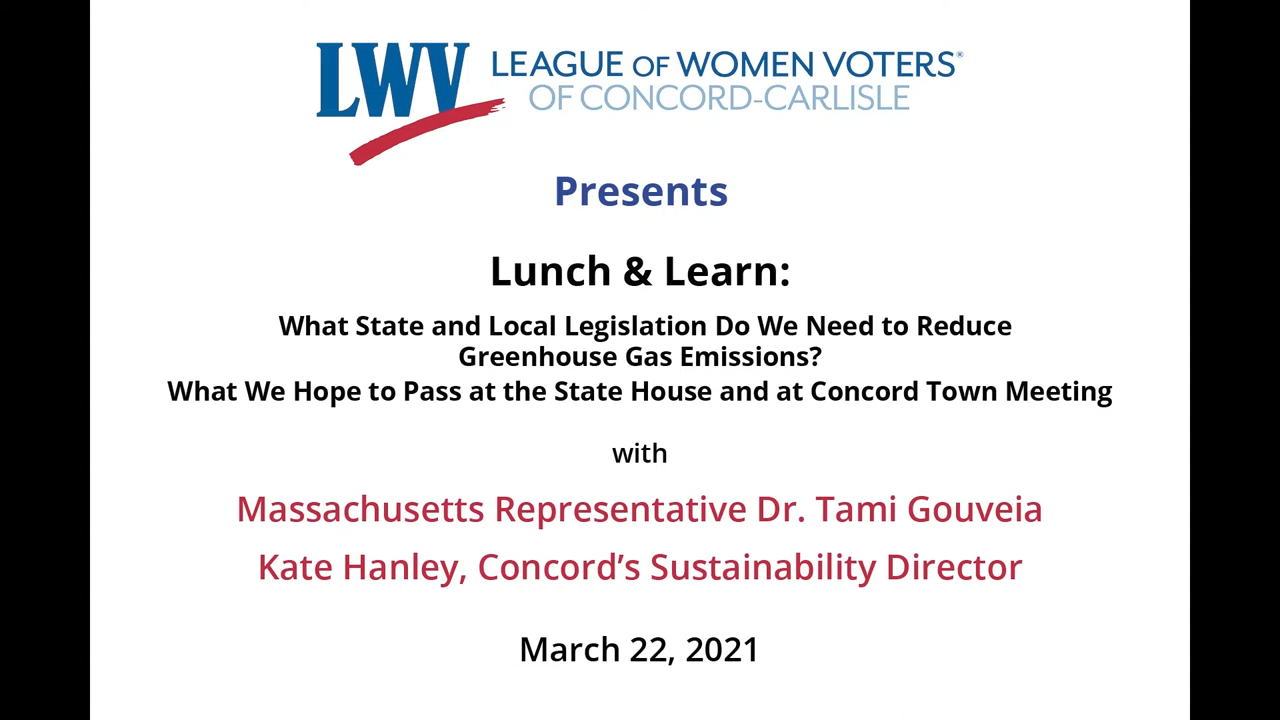 LWV LEAGUE OF WOMEN VOTERS®
OF CONCORD-CARLISLE
Presents
Lunch & Learn:
What State and Local Legislation Do We Need to Reduce
Greenhouse Gas Emissions?
What We Hope to Pass at the State House and at Concord Town Meeting
with
Massachusetts Representative Dr. Tami Gouveia
Kate Hanley, Concord’s Sustainability Director
March 22, 2021